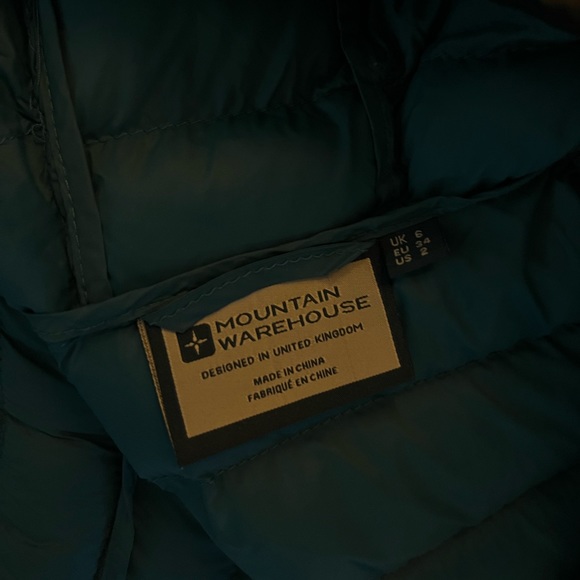 UK 6
EU 34
US 2
MOUNTAIN
WAREHOUSE
DESIGNED IN UNITED KINGDOM
MADE IN CHINA
FABRIQUÉ EN CHINE